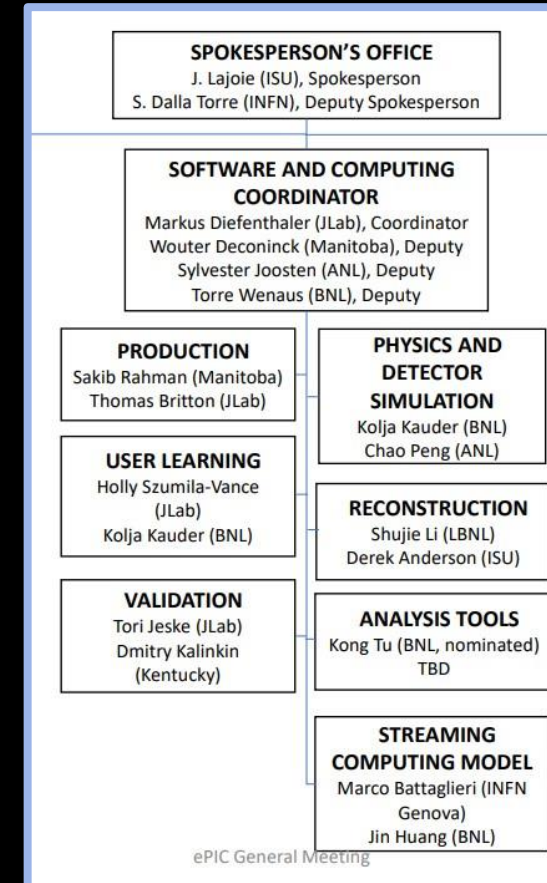 SPOKESPERSON'S OFFICE
J. Lajoie (ISU), Spokesperson
S. Dalla Torre (INFN), Deputy Spokesperson
SOFTWARE AND COMPUTING
COORDINATOR
Markus Diefenthaler (JLab), Coordinator
Wouter Deconinck (Manitoba), Deputy
Sylvester Joosten (ANL), Deputy
Torre Wenaus (BNL), Deputy
PRODUCTION
Sakib Rahman (Manitoba)
Thomas Britton (JLab)
PHYSICS AND
DETECTOR
SIMULATION
Kolja Kauder (BNL)
Chao Peng (ANL)
USER LEARNING
Holly Szumila-Vance
(JLab)
Kolja Kauder (BNL)
RECONSTRUCTION
Shujie Li (LBNL)
Derek Anderson (ISU)
VALIDATION
Tori Jeske (JLab)
Dmitry Kalinkin
(Kentucky)
ANALYSIS TOOLS
Kong Tu (BNL, nominated)
TBD
STREAMING
COMPUTING MODEL
Marco Battaglieri (INFN
Genova)
Jin Huang (BNL)
ePIC General Meeting